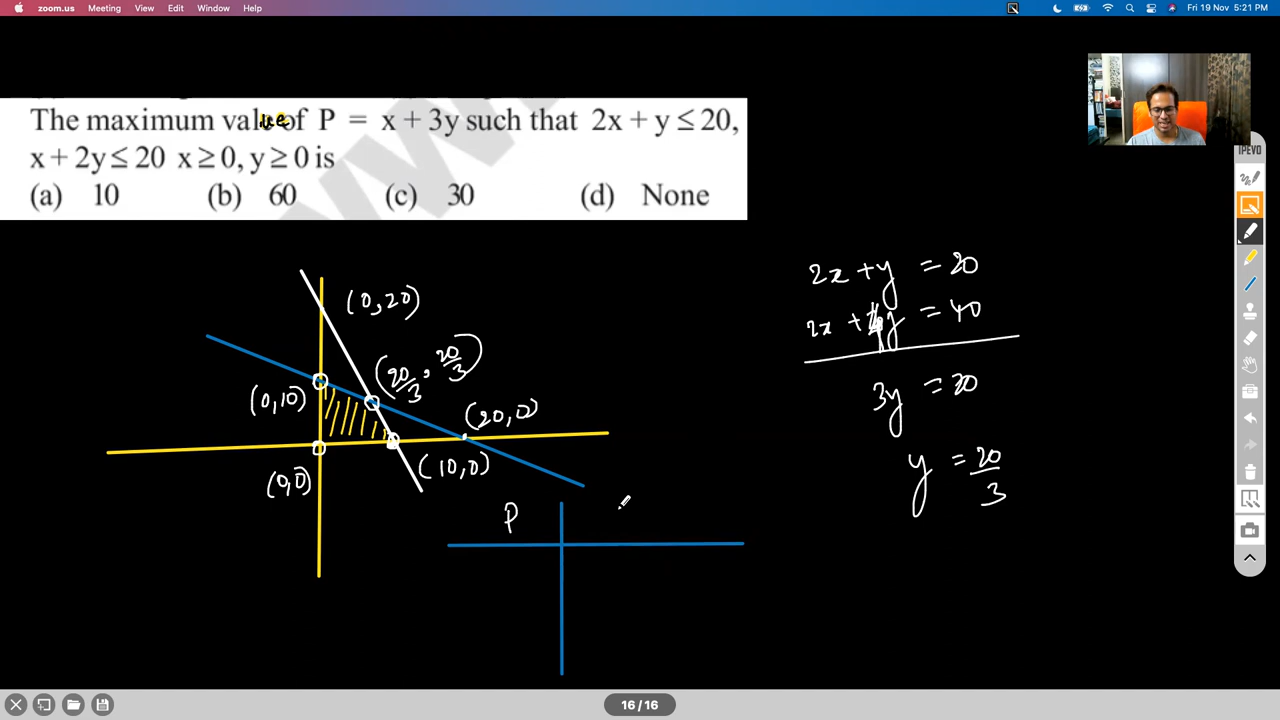 zoom.us Meeting View Edit Window Help Fri 19 Nov 5:21 PM
The maximum value of P = x + 3y such that 2x + y ≤ 20,
x + 2y ≤ 20 x ≥ 0, y ≥ 0 is
(a) 10 (b) 60 (c) 30 (d) None
IPEVO
(0,20)
(20/3, 20/3)
(0,10)
(20,0)
(10,0)
(0,0)
P
2x + y = 20
2x + 4y = 40
3y = 20
y = 20/3
16 / 16